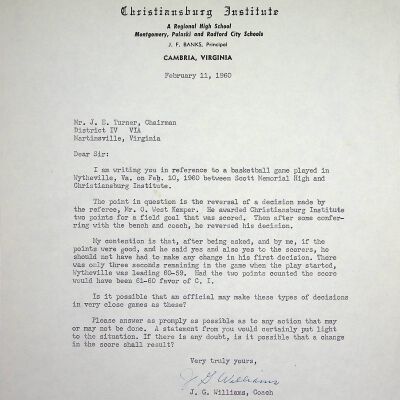 Christiansburg Institute
A Regional High School
Montgomery, Pulaski and Radford City Schools
J. F. BANKS, Principal
CAMBRIA, VIRGINIA
February 11, 1960
Mr. J. E. Turner, Chairman
District IV VIA
Martinsville, Virginia
Dear Sir:
I am writing you in reference to a basketball game played in
Wytheville, Va. on Feb. 10, 1960 between Scott Memorial High and
Christiansburg Institute.
The point in question is the reversal of a decision made by
the referee, Mr. O. West Kemper. He awarded Christiansburg Institute
two points for a field goal that was scored. Then after some confer-
ring with the bench and coach, he reversed his decision.
My contention is that, after being asked, and by me, if the
points were good, and he said yes and also yes to the scorers, he
should not have had to make any change in his first decision. There
was only three seconds remaining in the game when the play started,
Wytheville was leading 60-59. Had the two points counted the score
would have been 61-60 favor of C. I.
Is it possible that an official may make these types of decisions
in very close games as these?
Please answer as promply as possible as to any action that may
or may not be done. A statement from you would certainly put light
to the situation. If there is any doubt, is it possible that a change
in the score shall result?
Very truly yours,
J G Williams
J. G. Williams, Coach